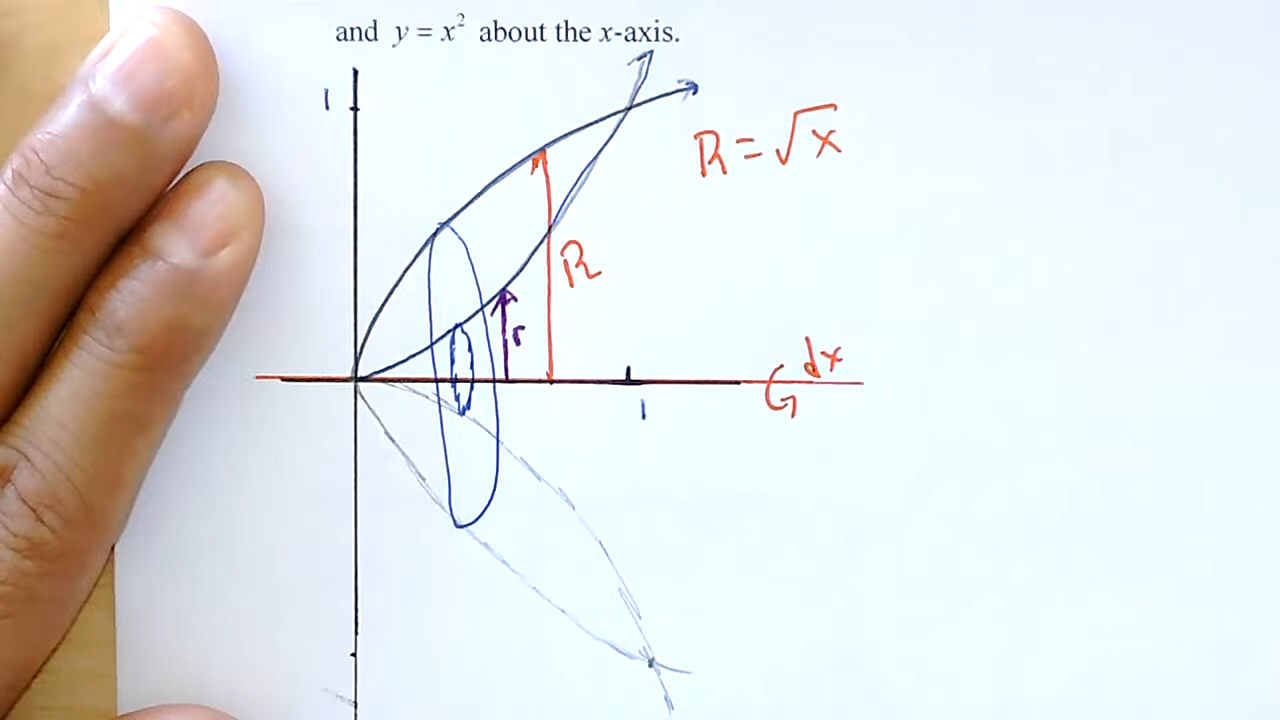 and y = x² about the x-axis.
1
R = √x
R
r
dx
1